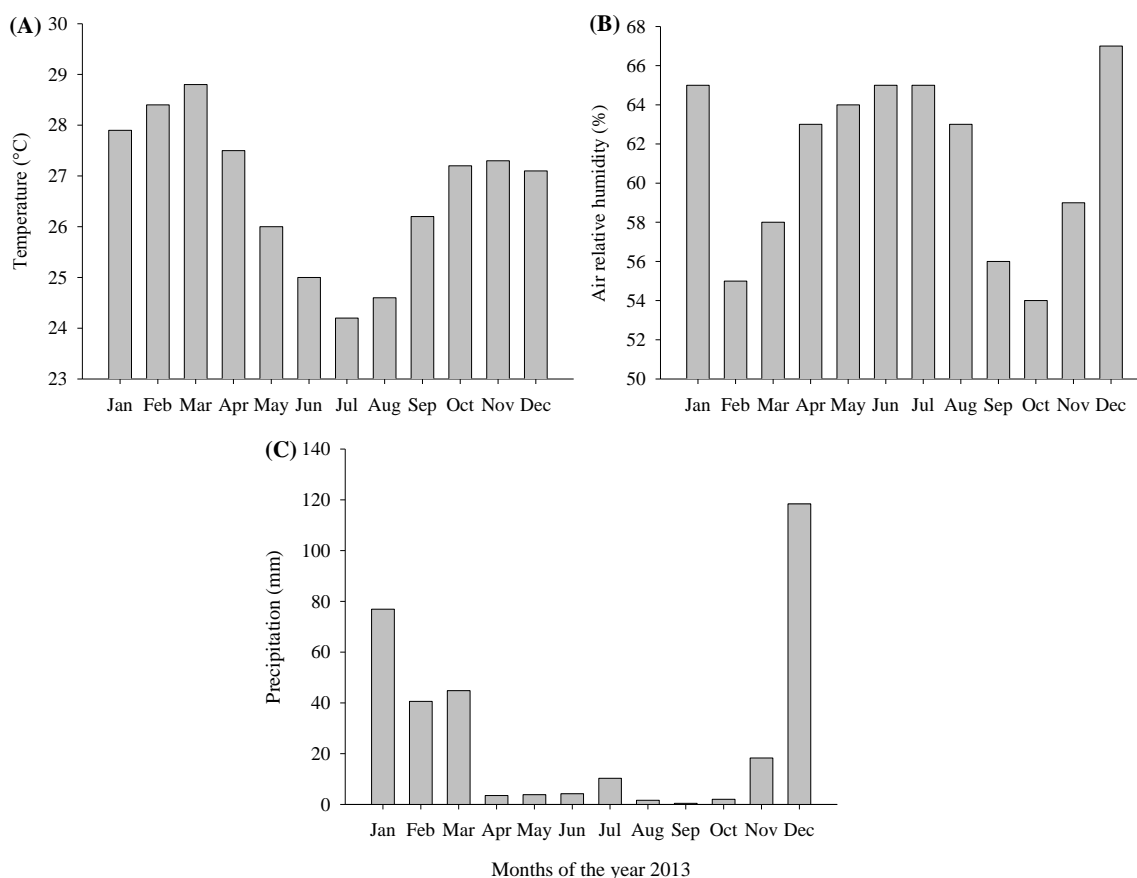 (A)
Temperature (°C)
30
29
28
27
26
25
24
23
Jan Feb Mar Apr May Jun Jul Aug Sep Oct Nov Dec
(B)
Air relative humidity (%)
68
66
64
62
60
58
56
54
52
50
Jan Feb Mar Apr May Jun Jul Aug Sep Oct Nov Dec
(C)
Precipitation (mm)
140
120
100
80
60
40
20
0
Jan Feb Mar Apr May Jun Jul Aug Sep Oct Nov Dec
Months of the year 2013